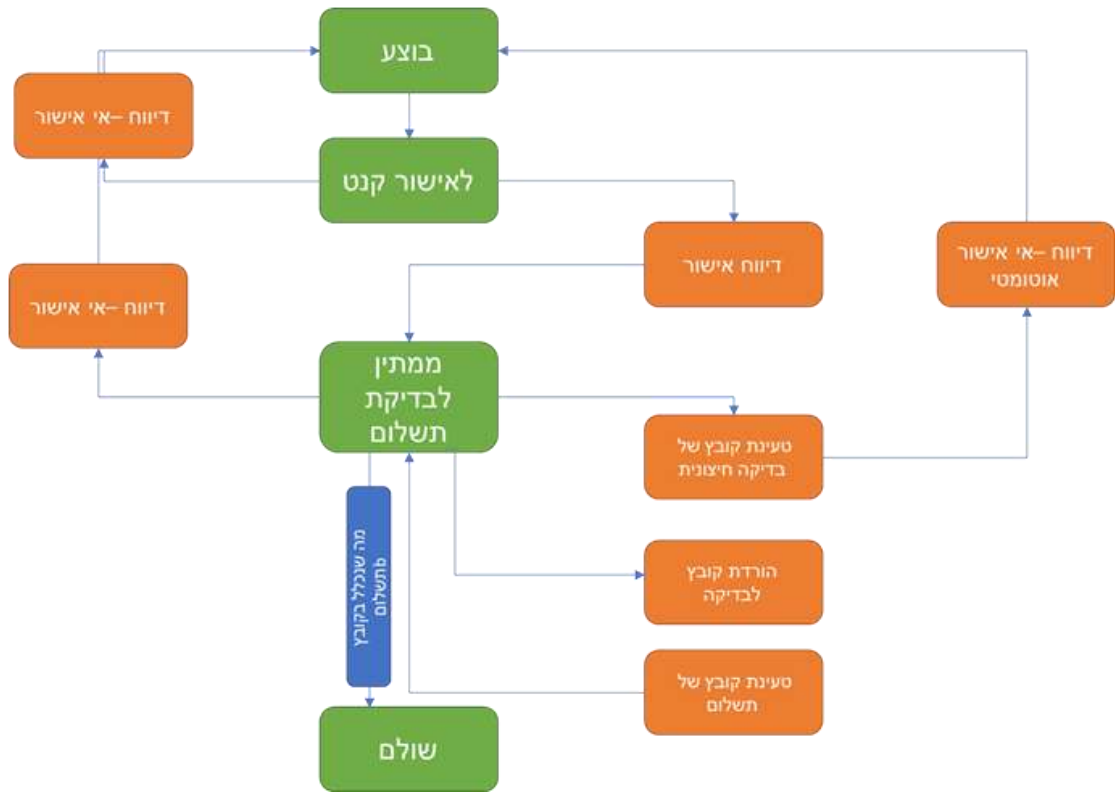 בוצע
דיווח –אי אישור
לאישור קנט
דיווח אישור
דיווח –אי אישור
אוטומטי
דיווח –אי אישור
ממתין
לבדיקת
תשלום
טעינת קובץ של
בדיקה חיצונית
מה שנכלל בקובץ
תשלוםb
הורדת קובץ
לבדיקה
טעינת קובץ של
תשלום
שולם